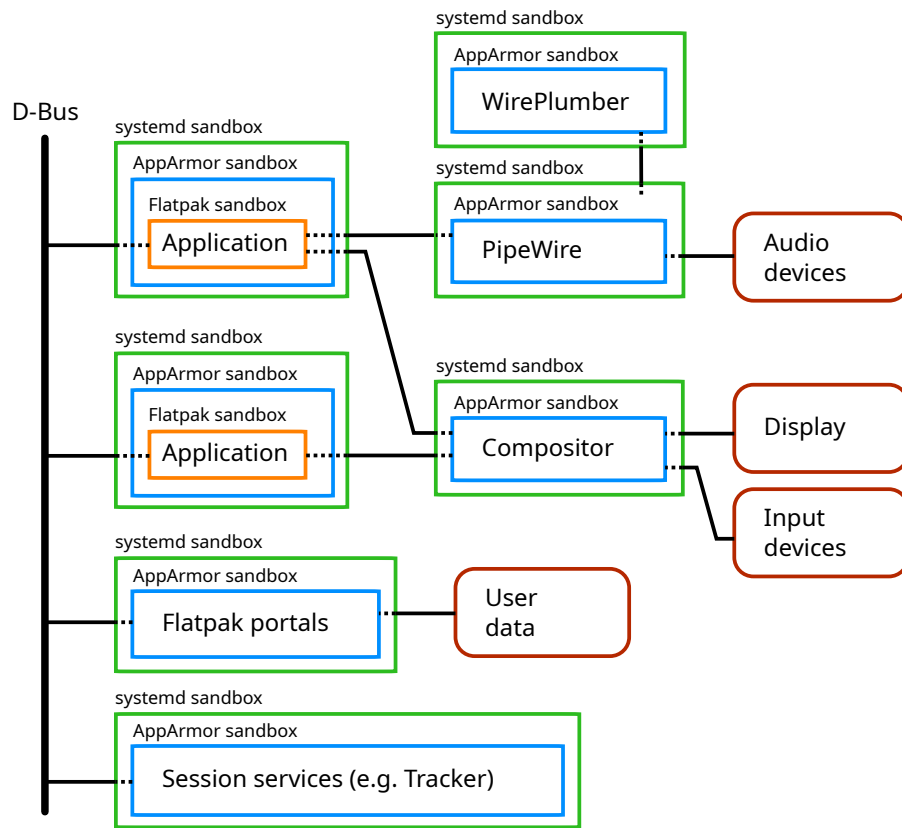 systemd sandbox
AppArmor sandbox
WirePlumber
D-Bus
systemd sandbox
AppArmor sandbox
Flatpak sandbox
Application
systemd sandbox
AppArmor sandbox
PipeWire
Audio
devices
systemd sandbox
AppArmor sandbox
Flatpak sandbox
Application
systemd sandbox
AppArmor sandbox
Compositor
Display
Input
devices
systemd sandbox
AppArmor sandbox
Flatpak portals
User
data
systemd sandbox
AppArmor sandbox
Session services (e.g. Tracker)